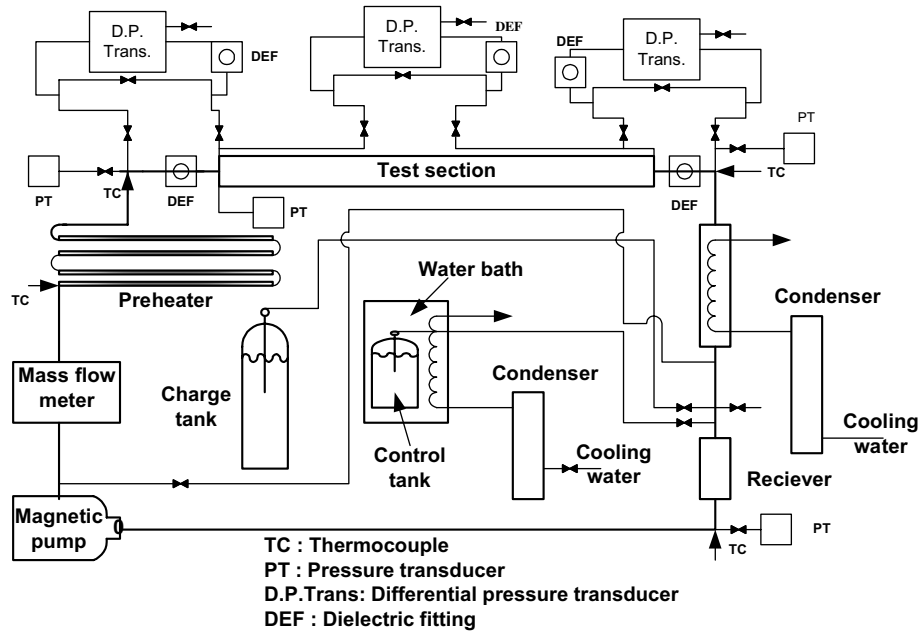 D.P.
Trans.
DEF
D.P.
Trans.
DEF
DEF
D.P.
Trans.
PT
Test section
PT
TC
DEF
PT
DEF
TC
TC
Preheater
Water bath
Condenser
Mass flow
meter
Charge
tank
Condenser
Control
tank
Cooling
water
Cooling
water
Reciever
Magnetic
pump
TC
PT
TC : Thermocouple
PT : Pressure transducer
D.P.Trans: Differential pressure transducer
DEF : Dielectric fitting